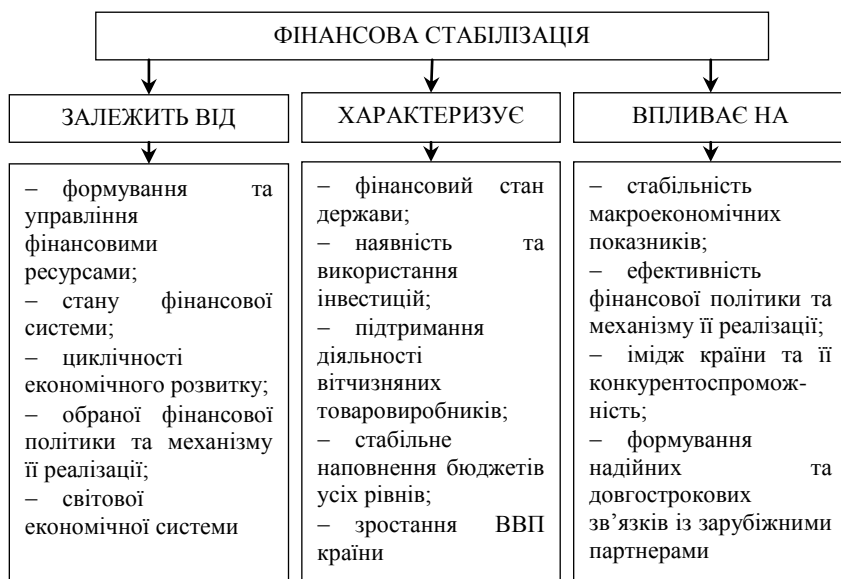 ФІНАНСОВА СТАБІЛІЗАЦІЯ
ЗАЛЕЖИТЬ ВІД
– формування та
управління
фінансовими
ресурсами;
– стану фінансової
системи;
– циклічності
економічного розвитку;
– обраної фінансової
політики та механізму
її реалізації;
– світової
економічної системи
ХАРАКТЕРИЗУЄ
– фінансовий стан
держави;
– наявність та
використання
інвестицій;
– підтримання
діяльності
вітчизняних
товаровиробників;
– стабільне
наповнення бюджетів
усіх рівнів;
– зростання ВВП
країни
ВПЛИВАЄ НА
– стабільність
макроекономічних
показників;
– ефективність
фінансової політики та
механізму її реалізації;
– імідж країни та її
конкурентоспромож-
ність;
– формування
надійних та
довгострокових
зв’язків із зарубіжними
партнерами